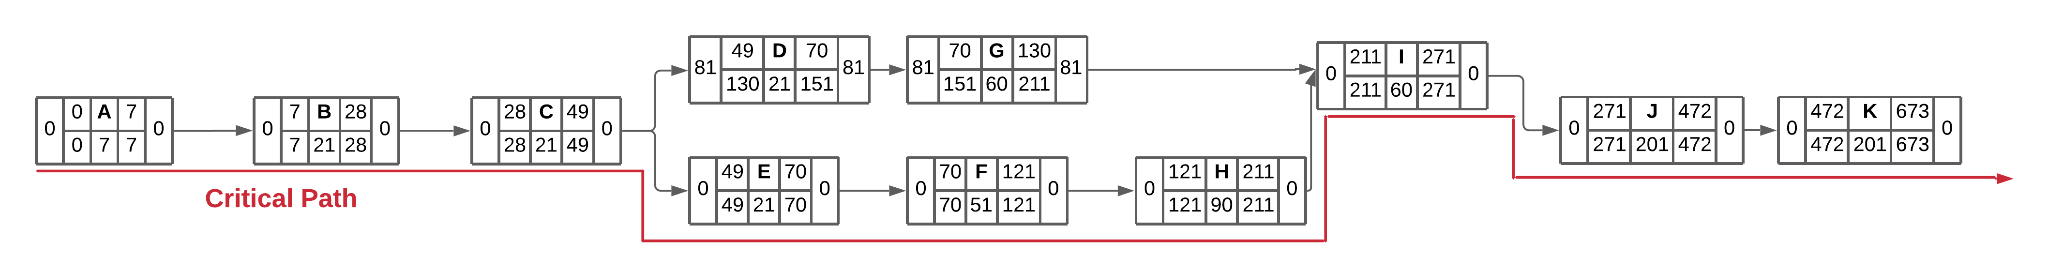 0 0 A 7 0
0 7 7
0 7 B 28 0
7 21 28
0 28 C 49 0
28 21 49
81 49 D 70 81
130 21 151
81 70 G 130 81
151 60 211
0 49 E 70 0
49 21 70
0 70 F 121 0
70 51 121
0 121 H 211 0
121 90 211
0 211 I 271 0
211 60 271
0 271 J 472 0
271 201 472
0 472 K 673 0
472 201 673
Critical Path